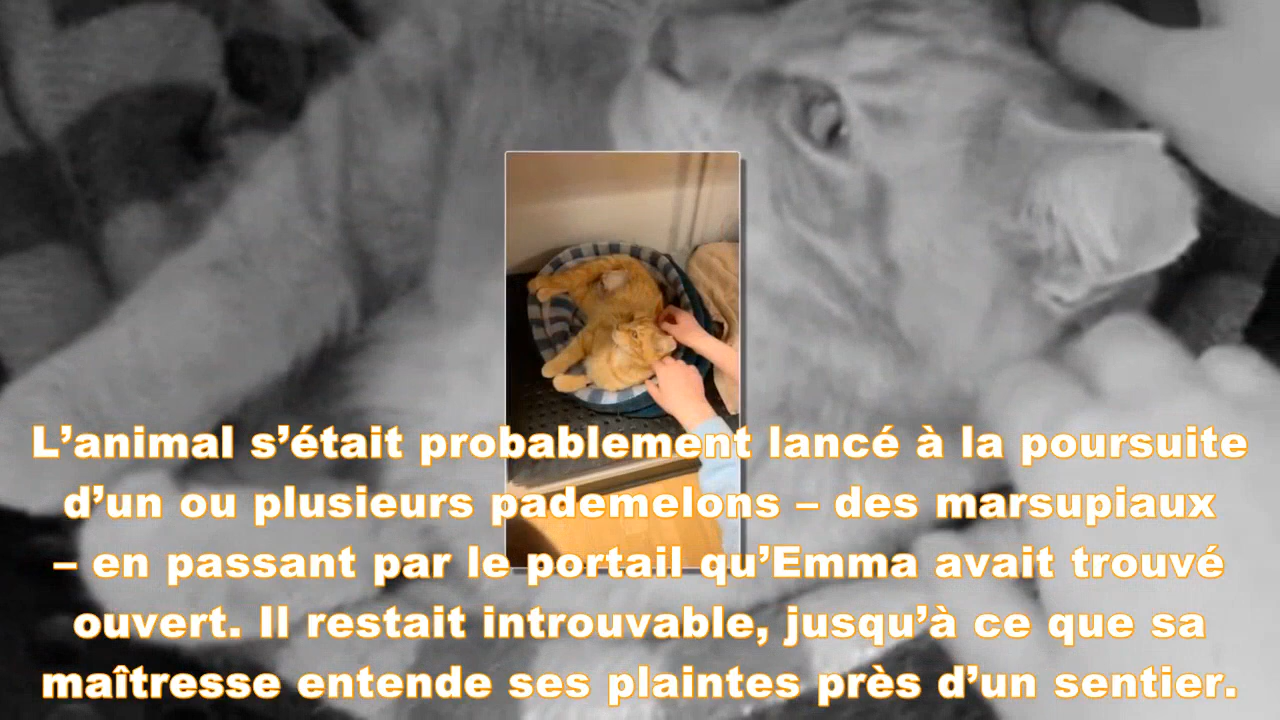 L’animal s’était probablement lancé à la poursuite
d’un ou plusieurs pademelons – des marsupiaux
– en passant par le portail qu’Emma avait trouvé
ouvert. Il restait introuvable, jusqu’à ce que sa
maîtresse entende ses plaintes près d’un sentier.